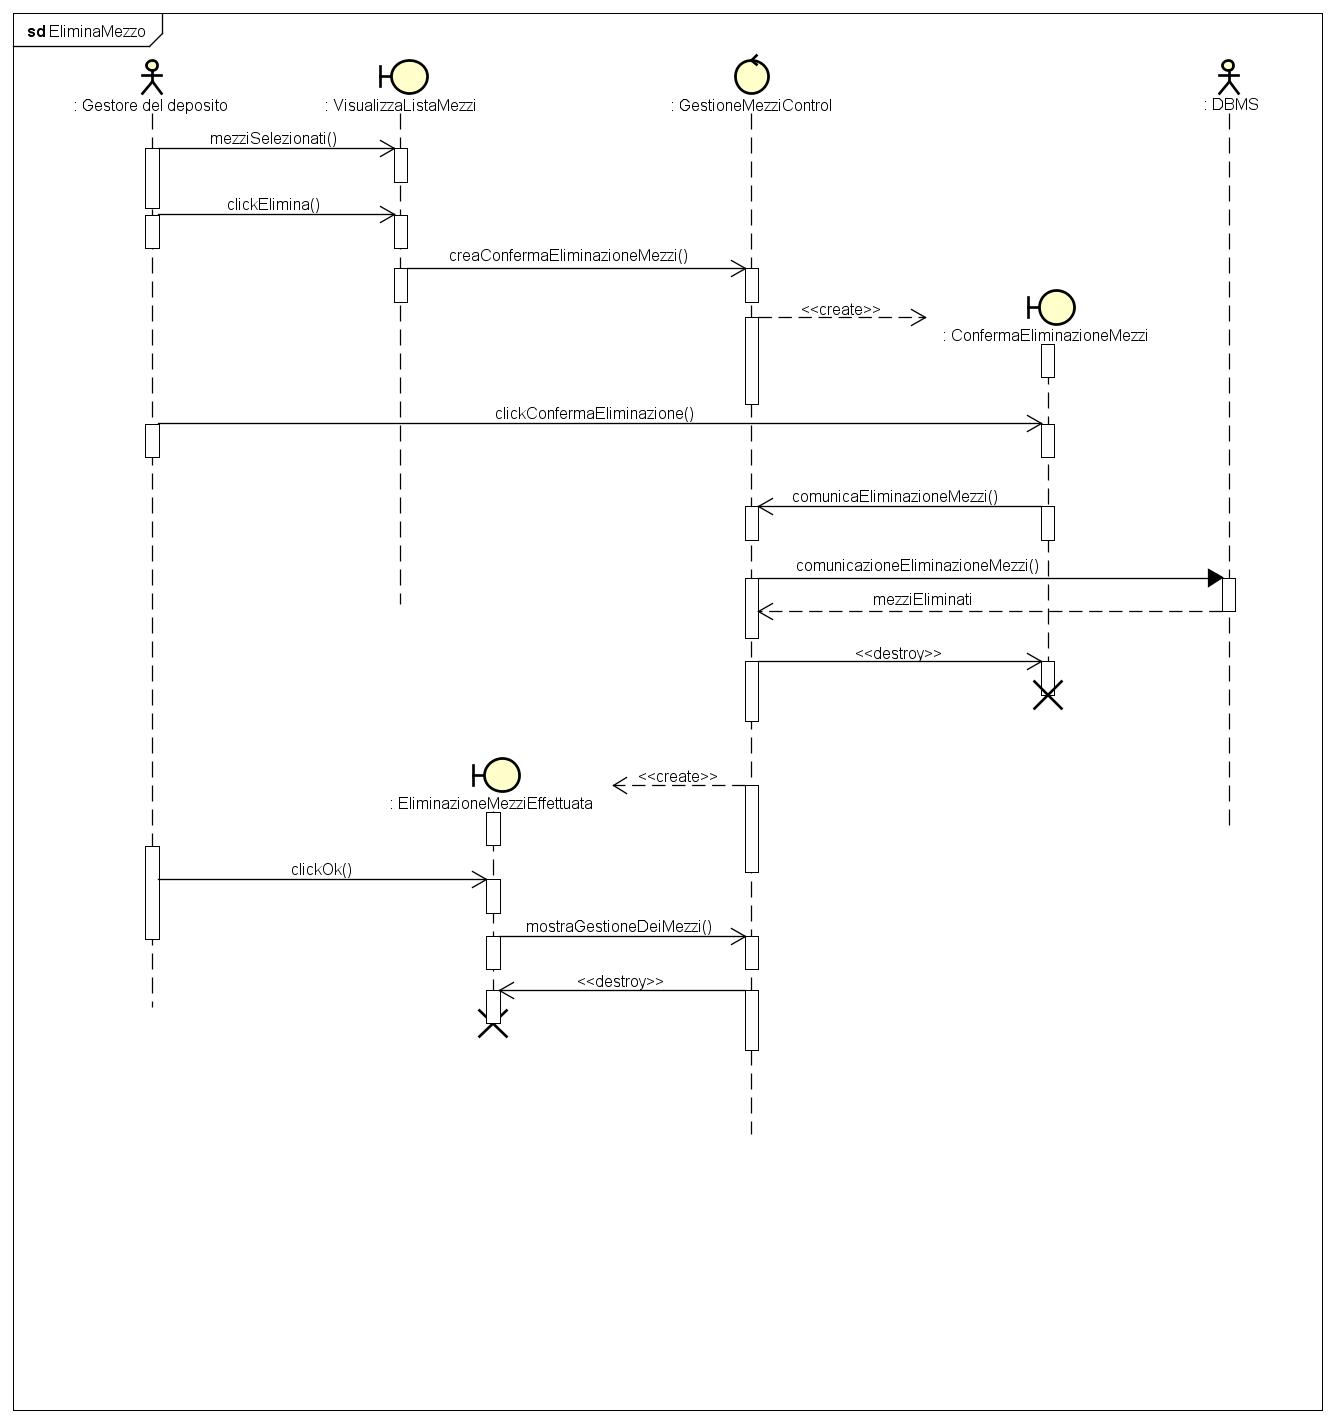 sd EliminaMezzo
: Gestore del deposito
: VisualizzaListaMezzi
: GestioneMezziControl
: DBMS
mezziSelezionati()
clickElimina()
creaConfermaEliminazioneMezzi()
<<create>>
: ConfermaEliminazioneMezzi
clickConfermaEliminazione()
comunicaEliminazioneMezzi()
comunicazioneEliminazioneMezzi()
mezziEliminati
<<destroy>>
<<create>>
: EliminazioneMezziEffettuata
clickOk()
mostraGestioneDeiMezzi()
<<destroy>>